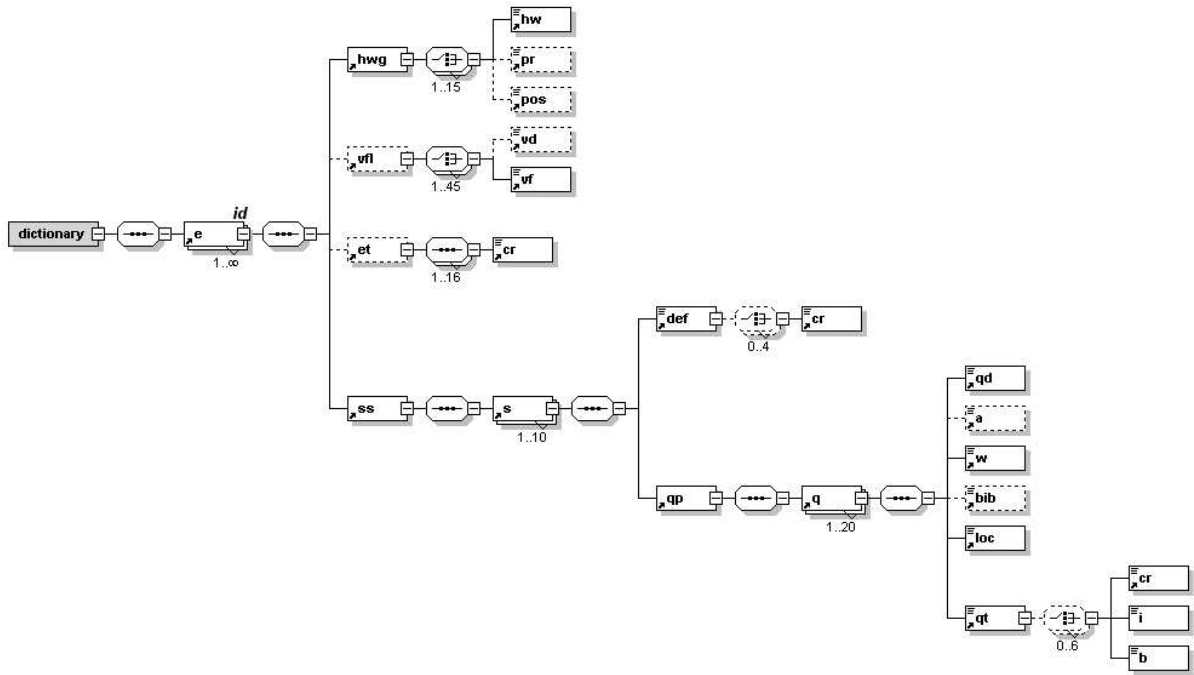 hw
hwg
pr
1..15
pos
vd
vfl
vf
1..45
id
dictionary
e
et
cr
1..∞
1..16
def
cr
0..4
qd
ss
s
a
1..10
w
qp
q
bib
1..20
loc
cr
qt
i
0..6
b